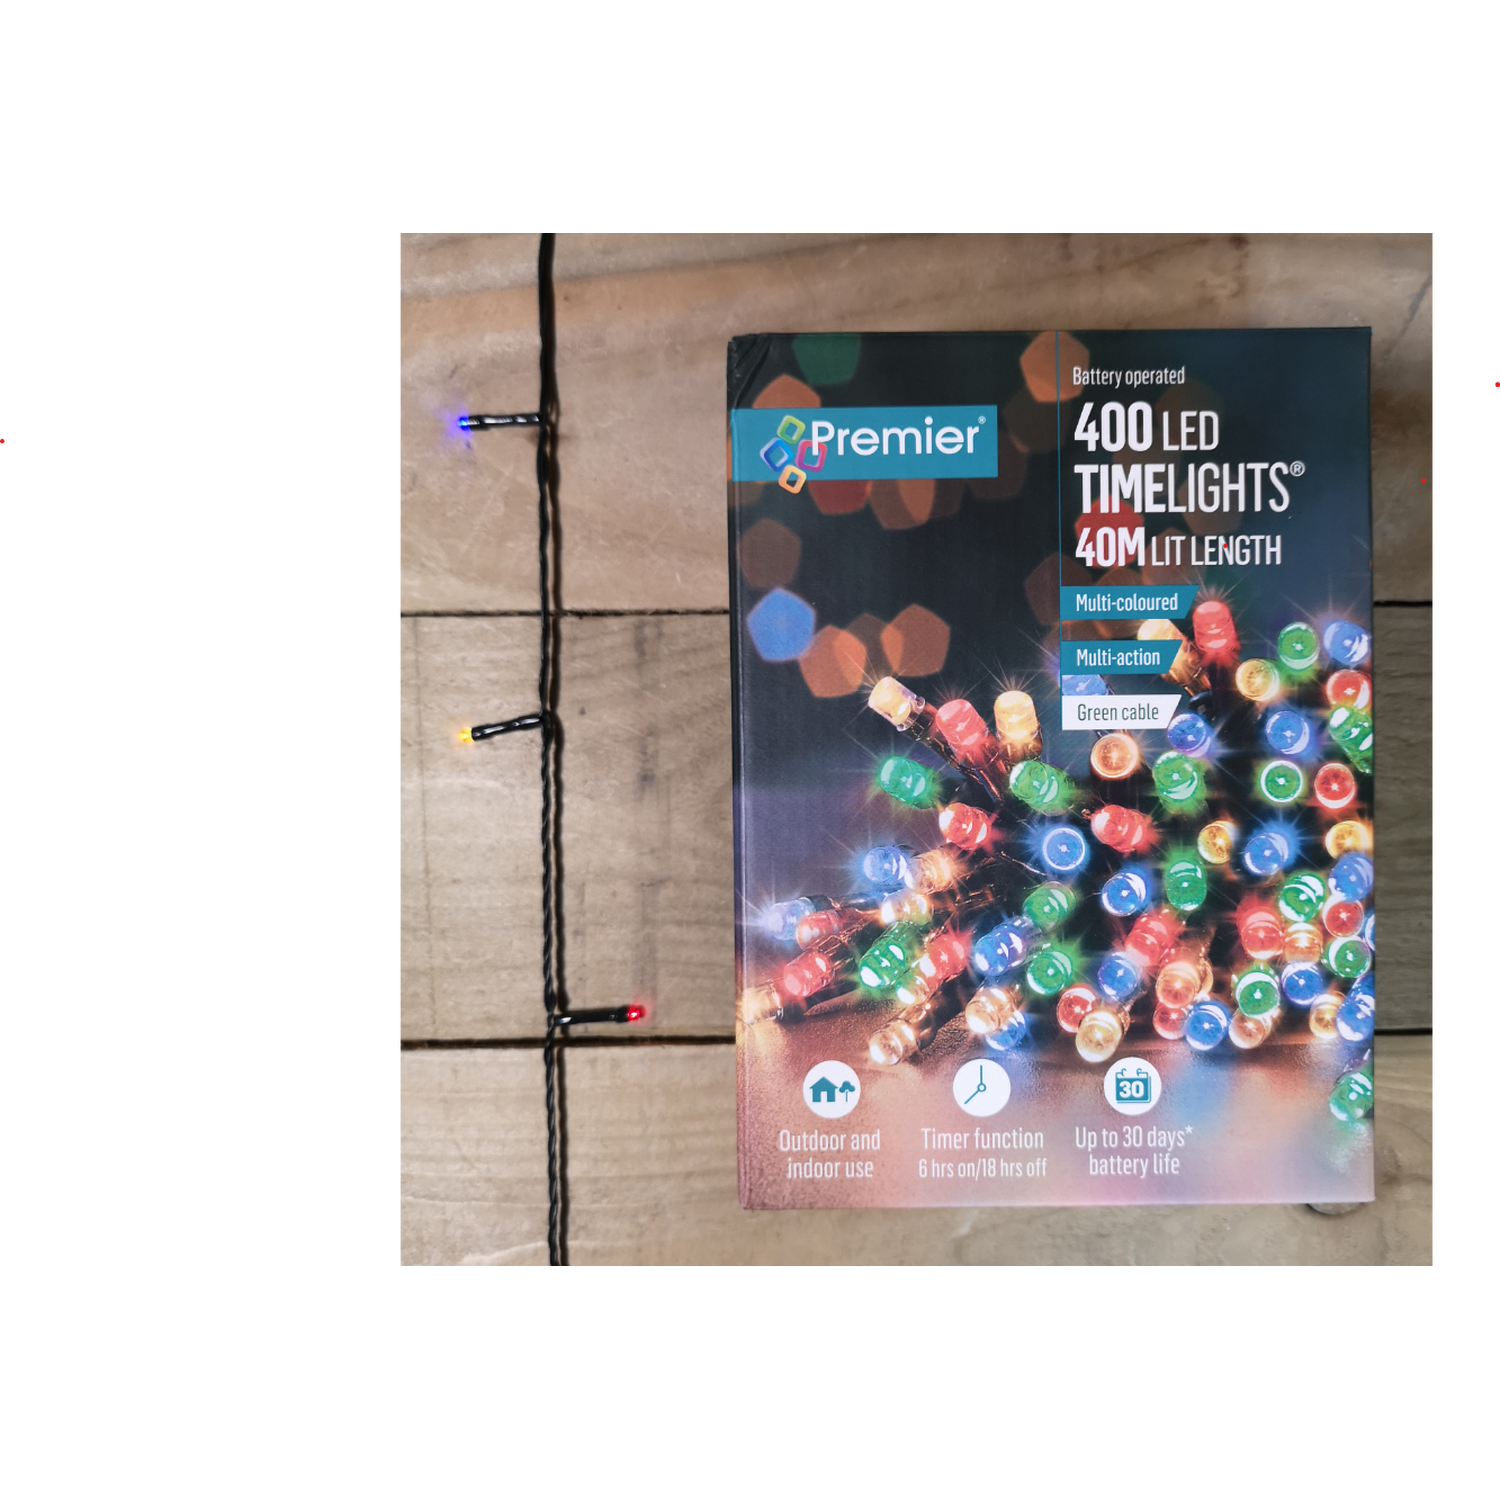 Premier®
Battery operated
400 LED
TIMELIGHTS®
40M LIT LENGTH
Multi-coloured
Multi-action
Green cable
30
Outdoor and
indoor use
Timer function
6 hrs on/18 hrs off
Up to 30 days*
battery life